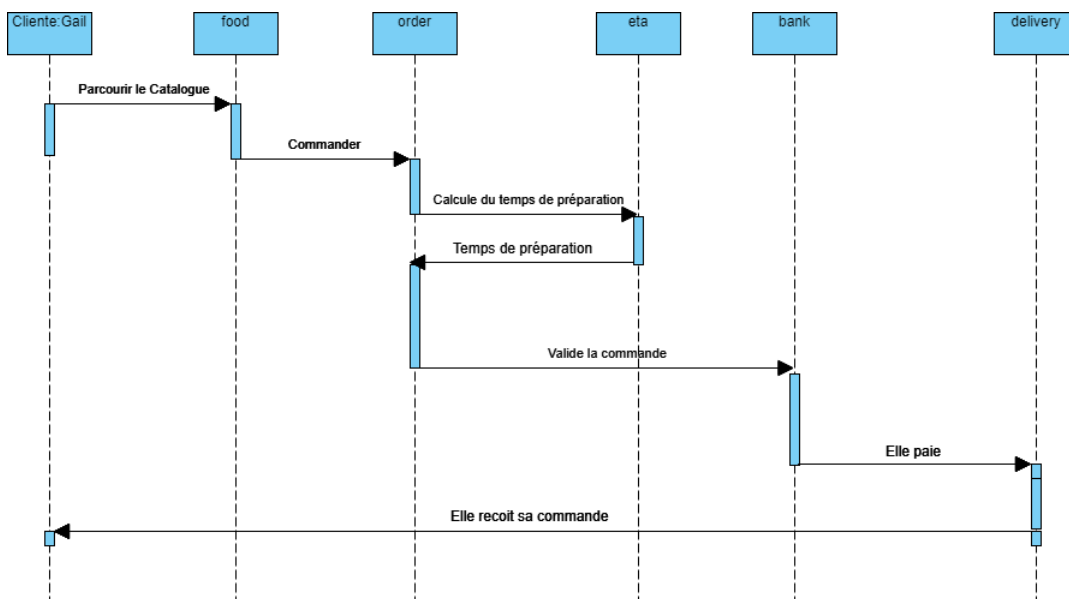 Cliente:Gail
food
order
eta
bank
delivery
Parcourir le Catalogue
Commander
Calcule du temps de préparation
Temps de préparation
Valide la commande
Elle paie
Elle recoit sa commande